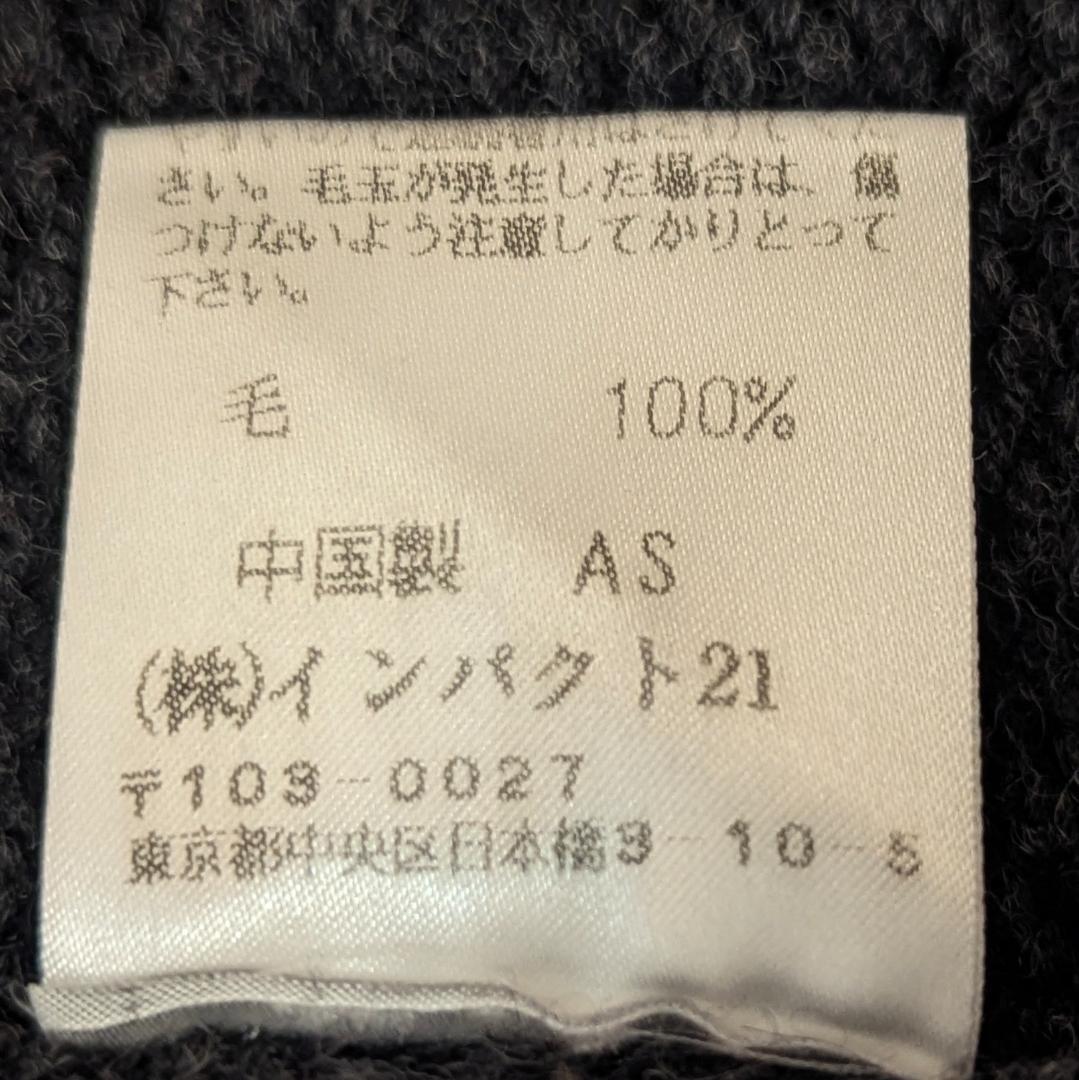 さい。毛玉が発生した場合は、傷
つけないよう注意してかりとって
下さい。
毛 100%
中国製 AS
(株)インパクト21
〒103-0027
東京都中央区日本橋3-10-5